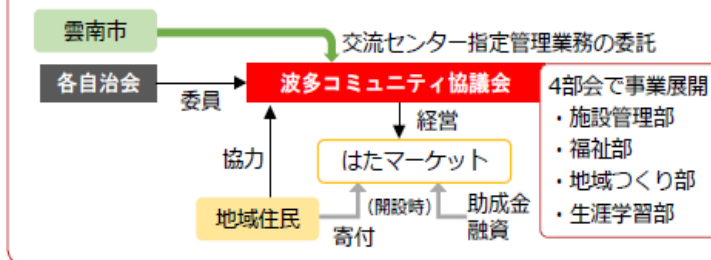 雲南市
交流センター指定管理業務の委託
各自治会
委員
波多コミュニティ協議会
4部会で事業展開
・施設管理部
・福祉部
・地域つくり部
・生涯学習部
経営
協力
はたマーケット
地域住民
(開設時)
寄付
助成金
融資